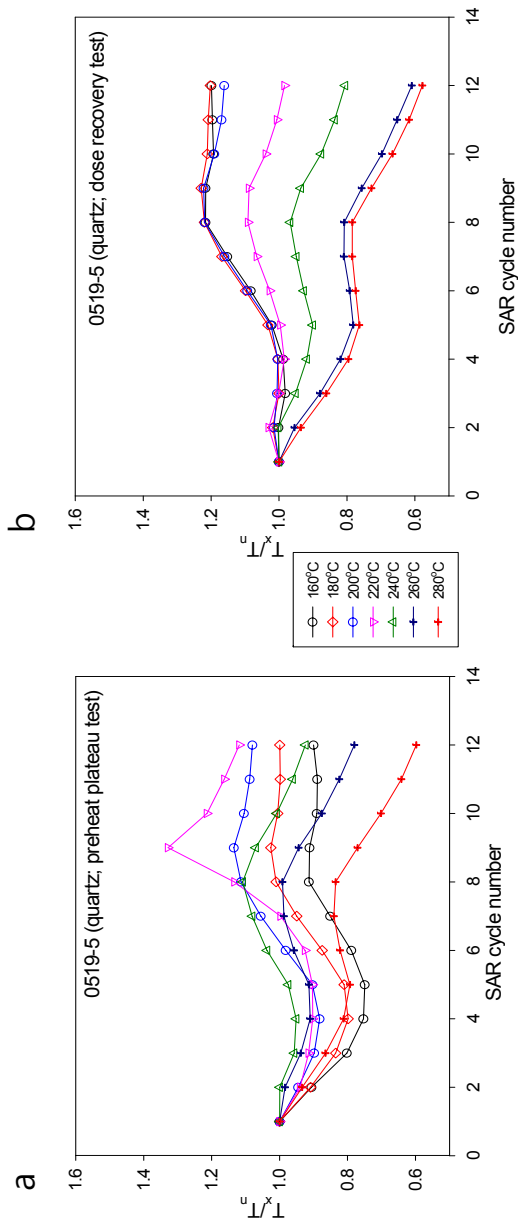 a
0519-5 (quartz; preheat plateau test)
Tx/Tn
1.6
1.4
1.2
1.0
0.8
0.6
0 2 4 6 8 10 12 14
SAR cycle number
160°C
180°C
200°C
220°C
240°C
260°C
280°C
b
0519-5 (quartz; dose recovery test)
Tx/Tn
1.6
1.4
1.2
1.0
0.8
0.6
0 2 4 6 8 10 12 14
SAR cycle number